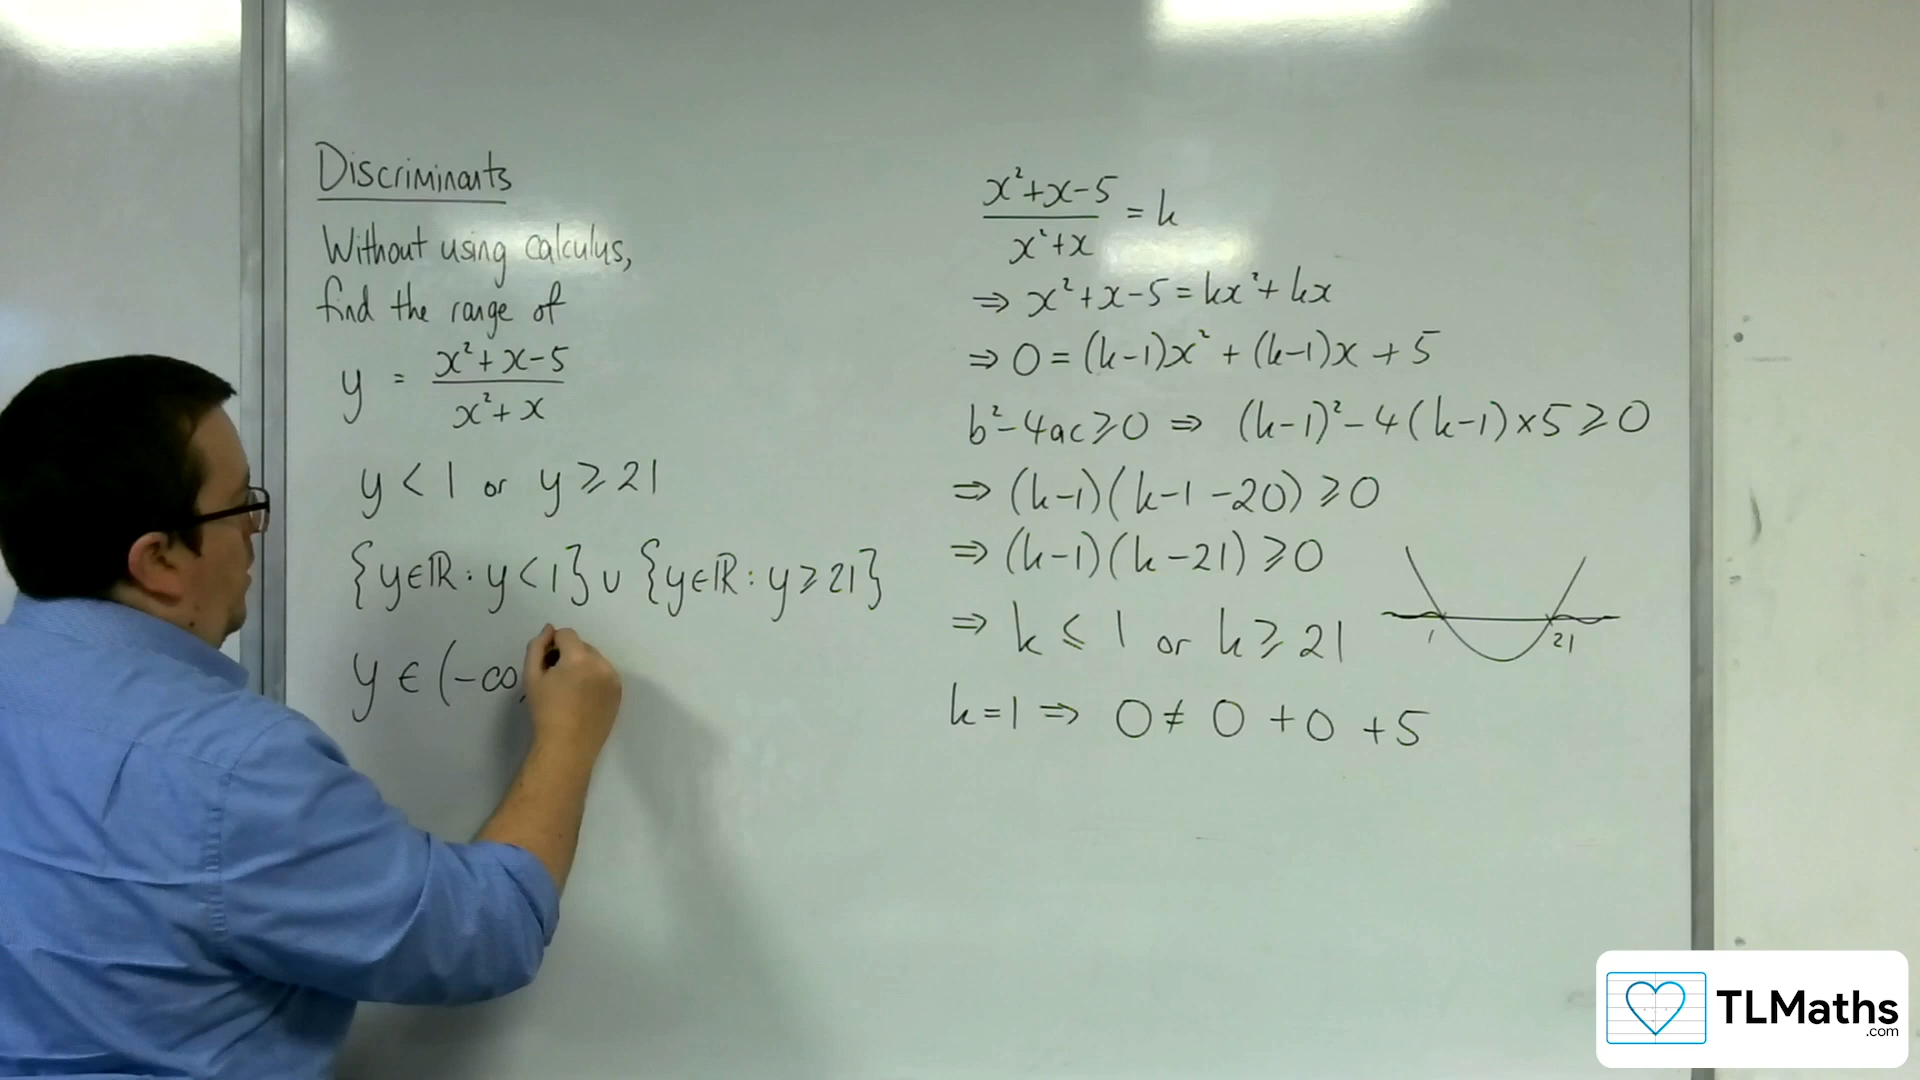 Discriminants
Without using calculus,
find the range of
y = (x²+x-5)/(x²+x)
y < 1 or y ⩾ 21
{y∈ℝ : y < 1} ∪ {y∈ℝ : y ⩾ 21}
y ∈ (-∞,
(x²+x-5)/(x²+x) = k
⇒ x²+x-5 = kx²+kx
⇒ 0 = (k-1)x² + (k-1)x + 5
b²-4ac ⩾ 0 ⇒ (k-1)²-4(k-1)×5 ⩾ 0
⇒ (k-1)(k-1-20) ⩾ 0
⇒ (k-1)(k-21) ⩾ 0
⇒ k ⩽ 1 or k ⩾ 21
1 21
k=1 ⇒ 0 ≠ 0 + 0 + 5
TLMaths
.com